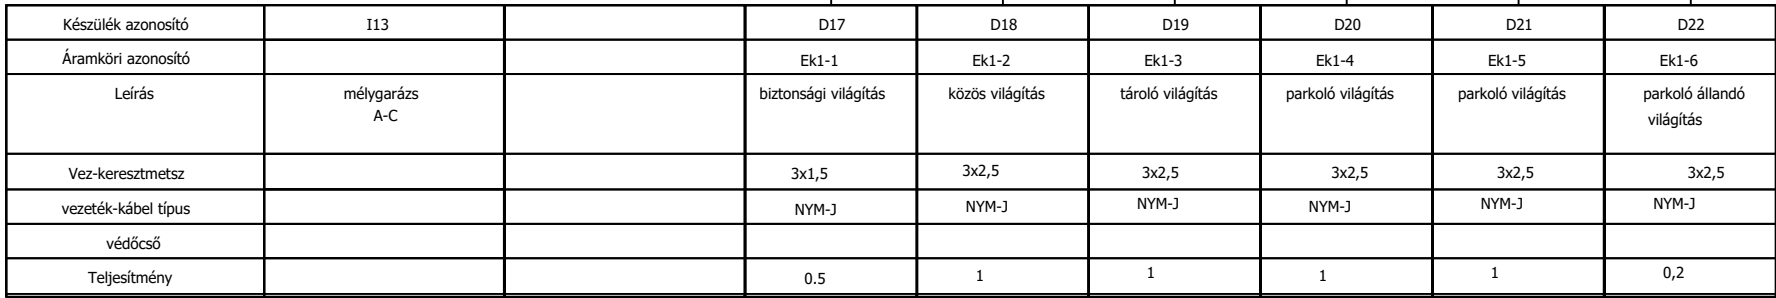 Készülék azonosító I13 D17 D18 D19 D20 D21 D22
Áramköri azonosító Ek1-1 Ek1-2 Ek1-3 Ek1-4 Ek1-5 Ek1-6
Leírás mélygarázs biztonsági világítás közös világítás tároló világítás parkoló világítás parkoló világítás parkoló állandó
A-C világítás
Vez-keresztmetsz 3x1,5 3x2,5 3x2,5 3x2,5 3x2,5 3x2,5
vezeték-kábel típus NYM-J NYM-J NYM-J NYM-J NYM-J NYM-J
védőcső
Teljesítmény 0.5 1 1 1 1 0,2